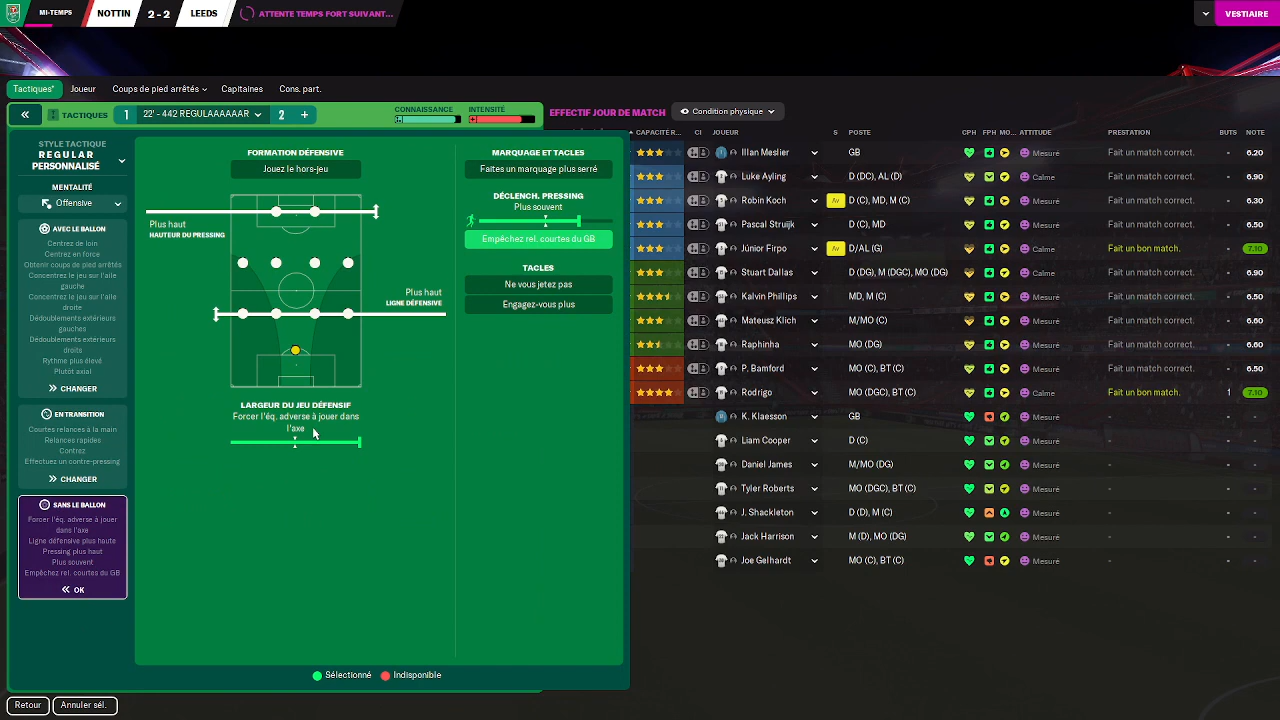 MI-TEMPS NOTTIN 2 - 2 LEEDS ATTENTE TEMPS FORT SUIVANT... VESTIAIRE
Tactiques* Joueur Coups de pied arrêtés Capitaines Cons. part.
TACTIQUES 1 22' - 442 REGULAAAAAAR 2 + CONNAISSANCE INTENSITÉ
EFFECTIF JOUR DE MATCH Condition physique
STYLE TACTIQUE
REGULAR
PERSONNALISÉ
MENTALITÉ
Offensive
AVEC LE BALLON
Centrez de loin
Centrez en force
Obtenir coups de pied arrêtés
Concentrez le jeu sur l'aile
gauche
Concentrez le jeu sur l'aile
droite
Dédoublements extérieurs
gauches
Dédoublements extérieurs
droits
Rythme plus élevé
Plutôt axial
CHANGER
EN TRANSITION
Courtes relances à la main
Relances rapides
Contrez
Effectuez un contre-pressing
CHANGER
SANS LE BALLON
Forcer l'éq. adverse à jouer
dans l'axe
Ligne défensive plus haute
Pressing plus haut
Plus souvent
Empêchez rel. courtes du GB
OK
FORMATION DÉFENSIVE
Jouez le hors-jeu
Plus haut
HAUTEUR DU PRESSING
Plus haut
LIGNE DÉFENSIVE
LARGEUR DU JEU DÉFENSIF
Forcer l'éq. adverse à jouer dans
l'axe
MARQUAGE ET TACLES
Faites un marquage plus serré
DÉCLENCH. PRESSING
Plus souvent
Empêchez rel. courtes du GB
TACLES
Ne vous jetez pas
Engagez-vous plus
Sélectionné Indisponible
CAPACITÉ R... CI JOUEUR S POSTE CPH FPH MO... ATTITUDE PRESTATION BUTS NOTE
Illan Meslier GB Mesuré Fait un match correct. - 6.20
Luke Ayling D (DC), AL (D) Calme Fait un match correct. - 6.90
Robin Koch Av D (C), MD, M (C) Mesuré Fait un match correct. - 6.30
Pascal Struijk D (C), MD Mesuré Fait un match correct. - 6.50
Júnior Firpo Av D/AL (G) Calme Fait un bon match. - 7.10
Stuart Dallas D (DG), M (DGC), MO (DG) Calme Fait un match correct. - 6.90
Kalvin Phillips MD, M (C) Mesuré Fait un match correct. - 6.50
Mateusz Klich M/MO (C) Calme Fait un match correct. - 6.60
Raphinha MO (DG) Mesuré Fait un match correct. - 6.60
P. Bamford MO (C), BT (C) Mesuré Fait un match correct. - 6.50
Rodrigo MO (DGC), BT (C) Mesuré Fait un bon match. 1 7.10
K. Klaesson GB Mesuré - - -
Liam Cooper D (C) Mesuré - - -
Daniel James M/MO (DG) Mesuré - - -
Tyler Roberts MO (DGC), BT (C) Mesuré - - -
J. Shackleton D (D), M (C) Mesuré - - -
Jack Harrison M (D), MO (DG) Mesuré - - -
Joe Gelhardt MO (C), BT (C) Mesuré - - -
Retour Annuler sél.